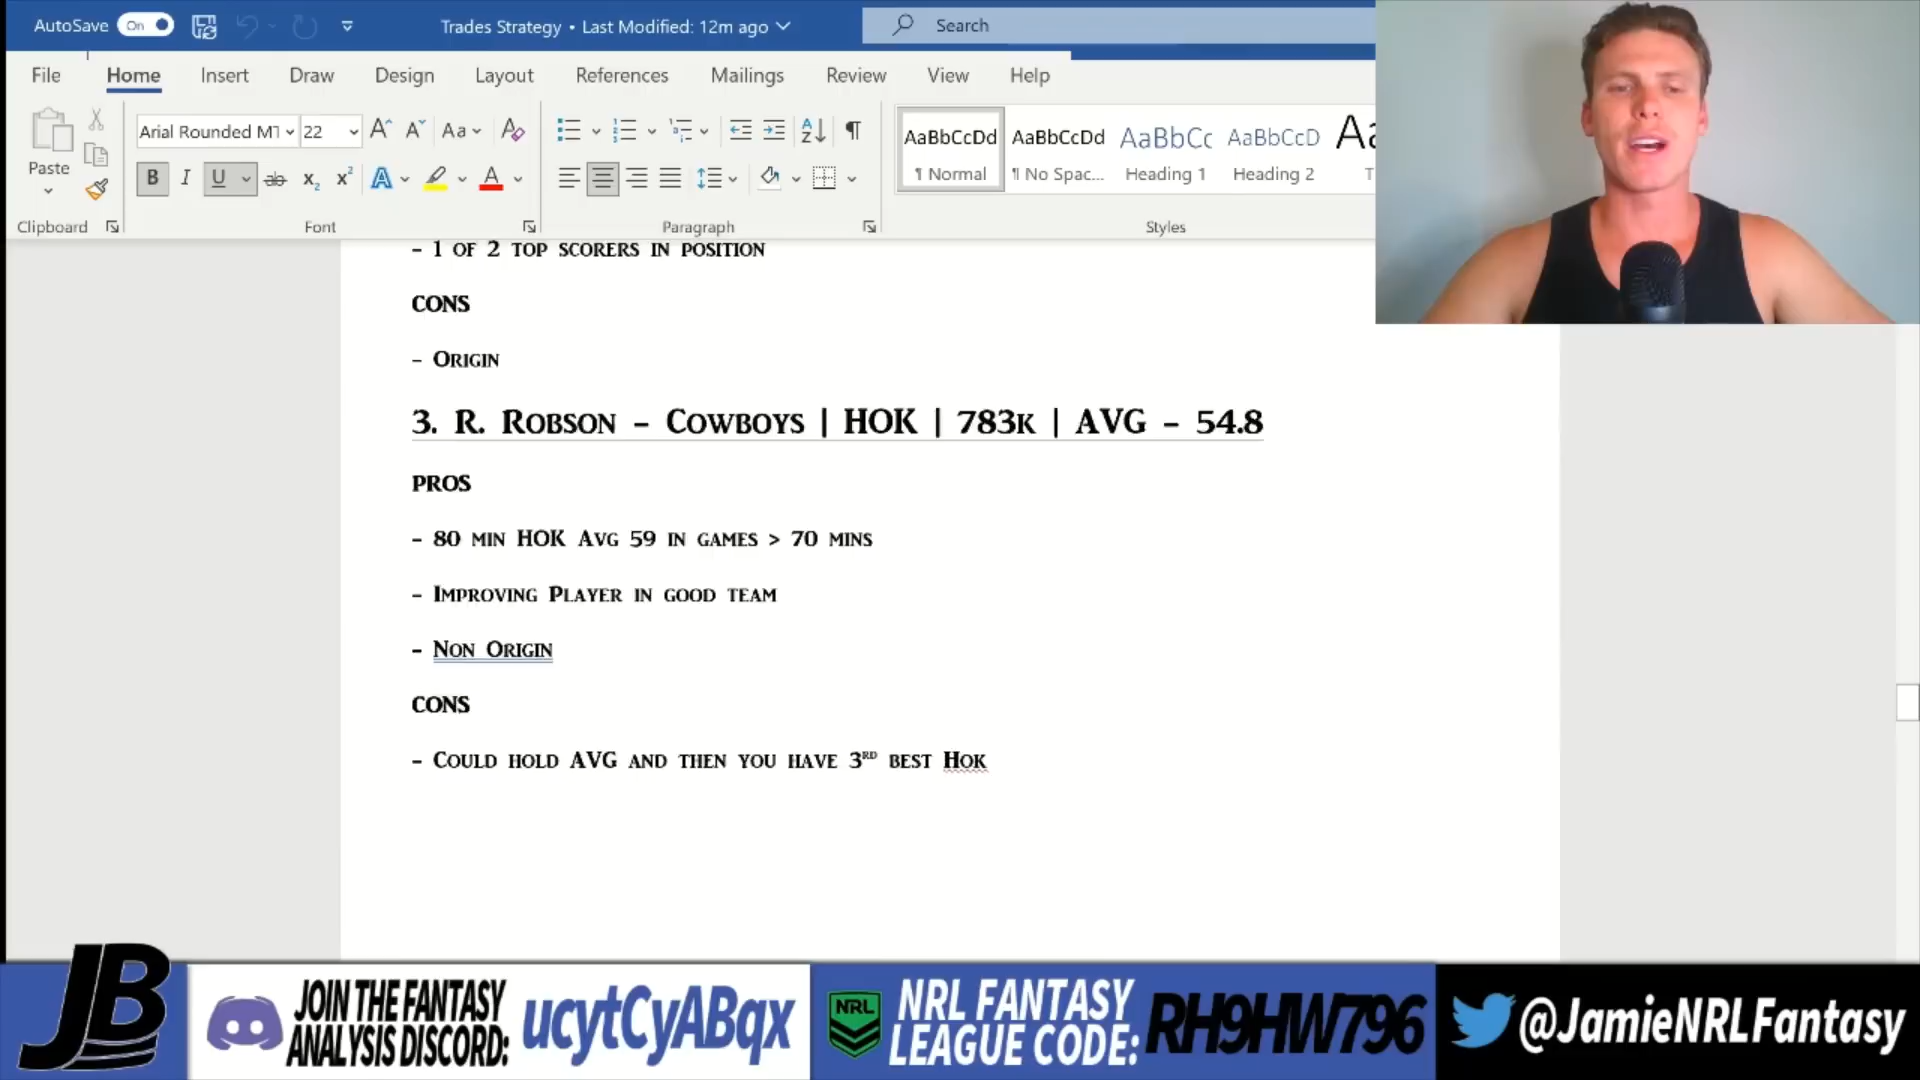 AutoSave On Trades Strategy • Last Modified: 12m ago Search
File Home Insert Draw Design Layout References Mailings Review View Help
Paste
Arial Rounded MT 22
Aa
B I U ab x₂ x² A A
AaBbCcDd AaBbCcDd AaBbCc AaBbCcD
¶ Normal ¶ No Spac... Heading 1 Heading 2
Clipboard Font Paragraph Styles
- 1 OF 2 TOP SCORERS IN POSITION
CONS
- ORIGIN
3. R. ROBSON - COWBOYS | HOK | 783K | AVG - 54.8
PROS
- 80 MIN HOK AVG 59 IN GAMES > 70 MINS
- IMPROVING PLAYER IN GOOD TEAM
- NON ORIGIN
CONS
- COULD HOLD AVG AND THEN YOU HAVE 3RD BEST HOK
JB
JOIN THE FANTASY
ANALYSIS DISCORD: ucytCyABqx
NRL
NRL FANTASY
LEAGUE CODE: RH9HW796
@JamieNRLFantasy